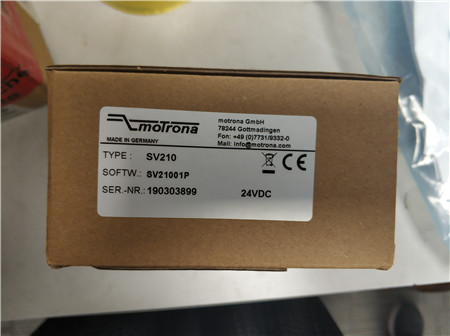 motrona
MADE IN GERMANY
motrona GmbH
78244 Gottmadingen
Fon: +49 (0)7731/9332-0
Mail: info@motrona.com
TYPE : SV210
SOFTW.: SV21001P
SER.-NR.: 190303899
24VDC
CE